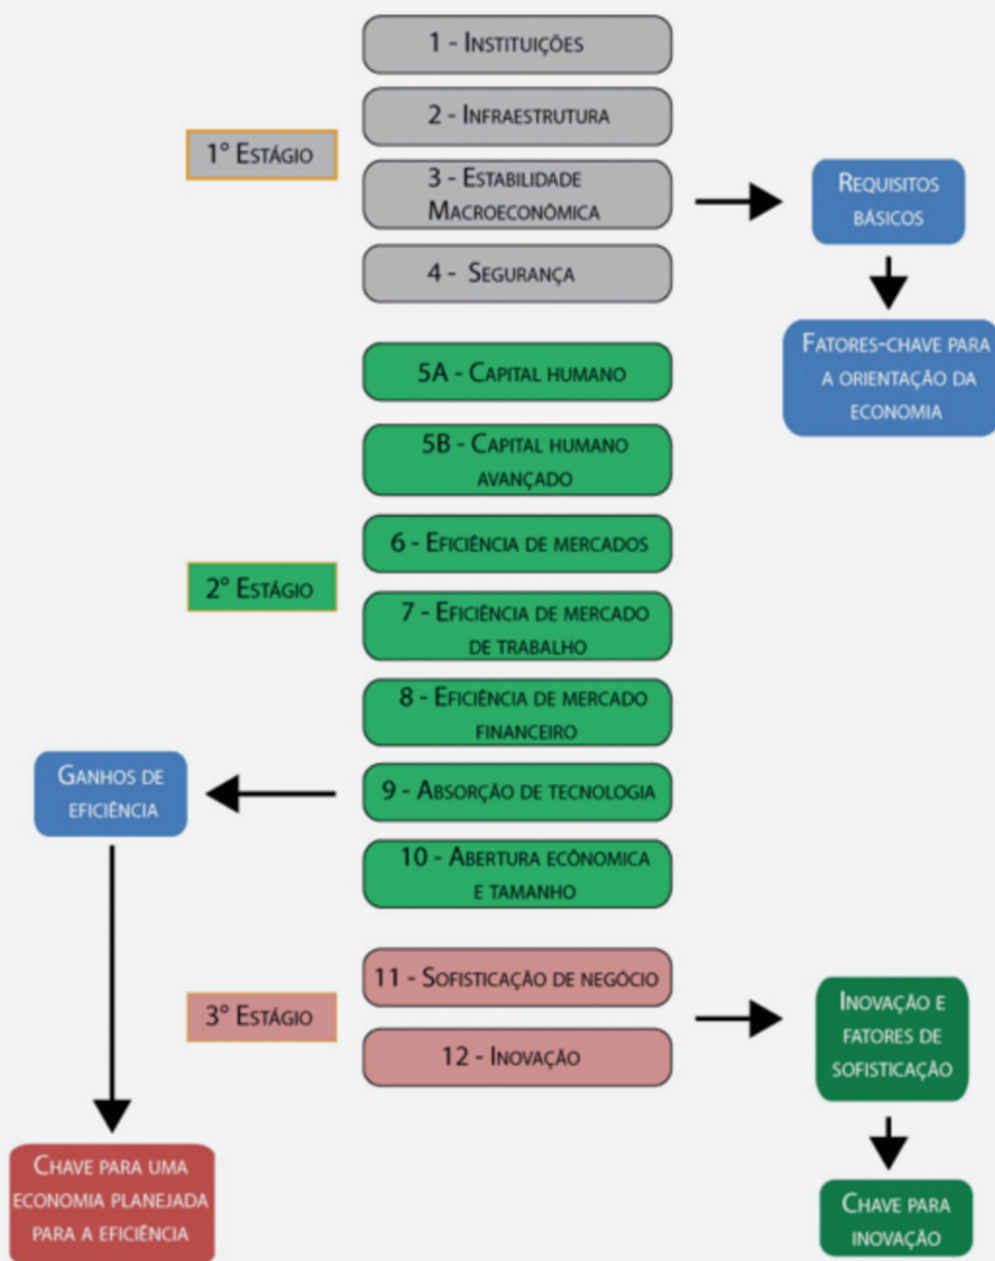 1 - Instituições
2 - Infraestrutura
1° Estágio
3 - Estabilidade
Macroeconômica
4 - Segurança
Requisitos
básicos
Fatores-chave para
a orientação da
economia
5A - Capital humano
5B - Capital humano
avançado
6 - Eficiência de mercados
2° Estágio
7 - Eficiência de mercado
de trabalho
8 - Eficiência de mercado
financeiro
9 - Absorção de tecnologia
10 - Abertura ecônomica
e tamanho
Ganhos de
eficiência
Chave para uma
economia planejada
para a eficiência
3° Estágio
11 - Sofisticação de negócio
12 - Inovação
Inovação e
fatores de
sofisticação
Chave para
inovação